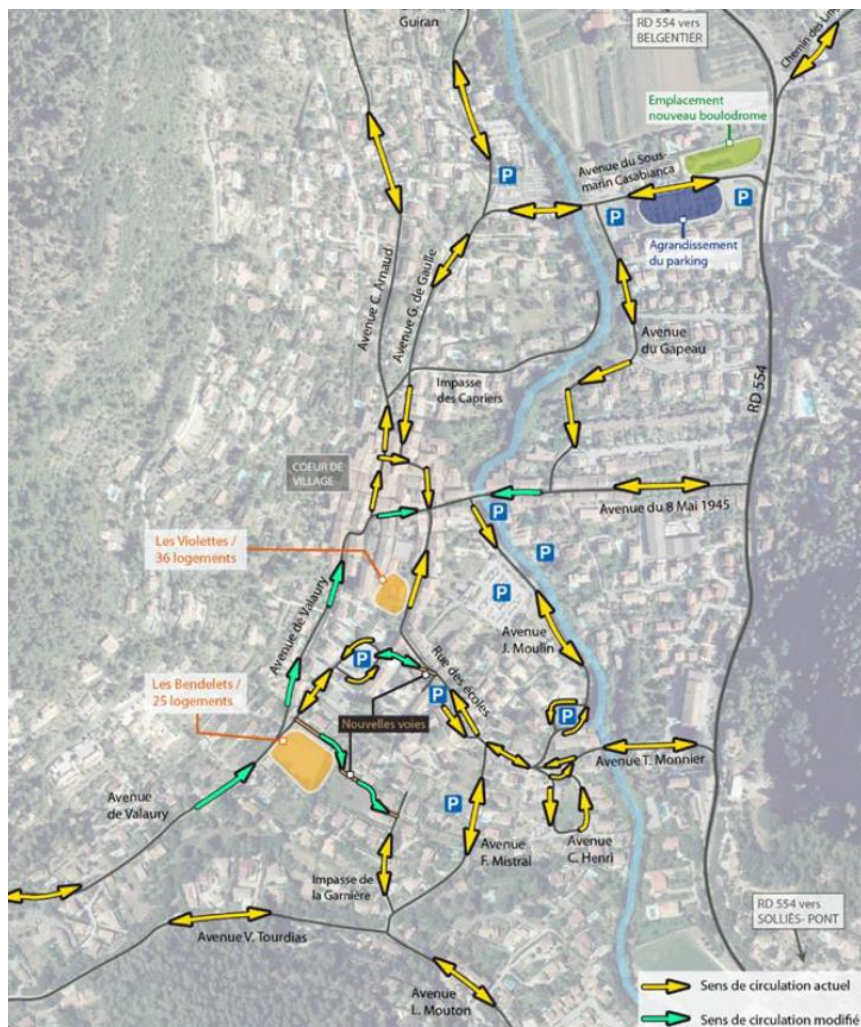 Guiran
RD 554 vers
BELGENTIER
Chemin des Lim
Emplacement
nouveau boulodrome
Avenue du Sous-
marin Casabianca
P
P
P
Agrandissement
du parking
Avenue C. Arnaud
Avenue G. de Gaulle
Avenue
du Gapeau
Impasse
des Capriers
RD 554
COEUR DE
VILLAGE
Avenue du 8 Mai 1945
P
Les Violettes /
36 logements
P
P
Avenue de Valaury
Avenue
J. Moulin
Rue des écoles
P
Les Bendelets /
25 logements
P
P
Nouvelles voies
Avenue T. Monnier
Avenue
de Valaury
P
Avenue
F. Mistral
Avenue
C. Henri
Impasse de
la Garnière
RD 554 vers
SOLLIÈS- PONT
Avenue V. Tourdias
Avenue
L. Mouton
Sens de circulation actuel
Sens de circulation modifié